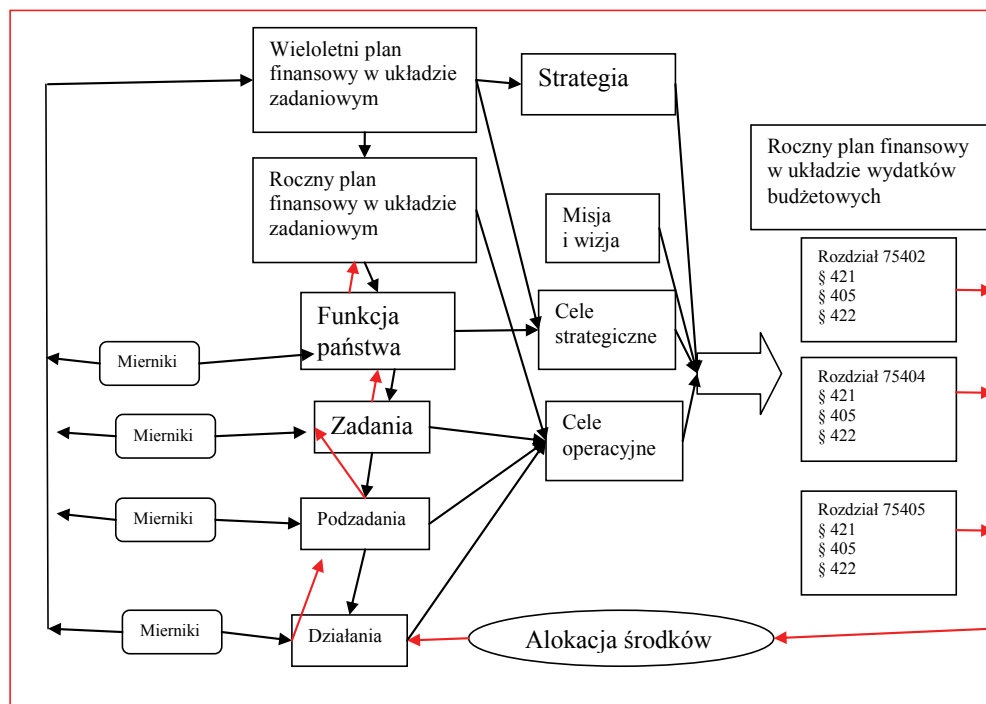 Wieloletni plan
finansowy w układzie
zadaniowym
Strategia
Roczny plan finansowy
w układzie wydatków
budżetowych
Roczny plan
finansowy w układzie
zadaniowym
Misja
i wizja
Rozdział 75402
§ 421
§ 405
§ 422
Funkcja
państwa
Cele
strategiczne
Mierniki
Rozdział 75404
§ 421
§ 405
§ 422
Zadania
Cele
operacyjne
Mierniki
Rozdział 75405
§ 421
§ 405
§ 422
Mierniki
Podzadania
Mierniki
Działania
Alokacja środków